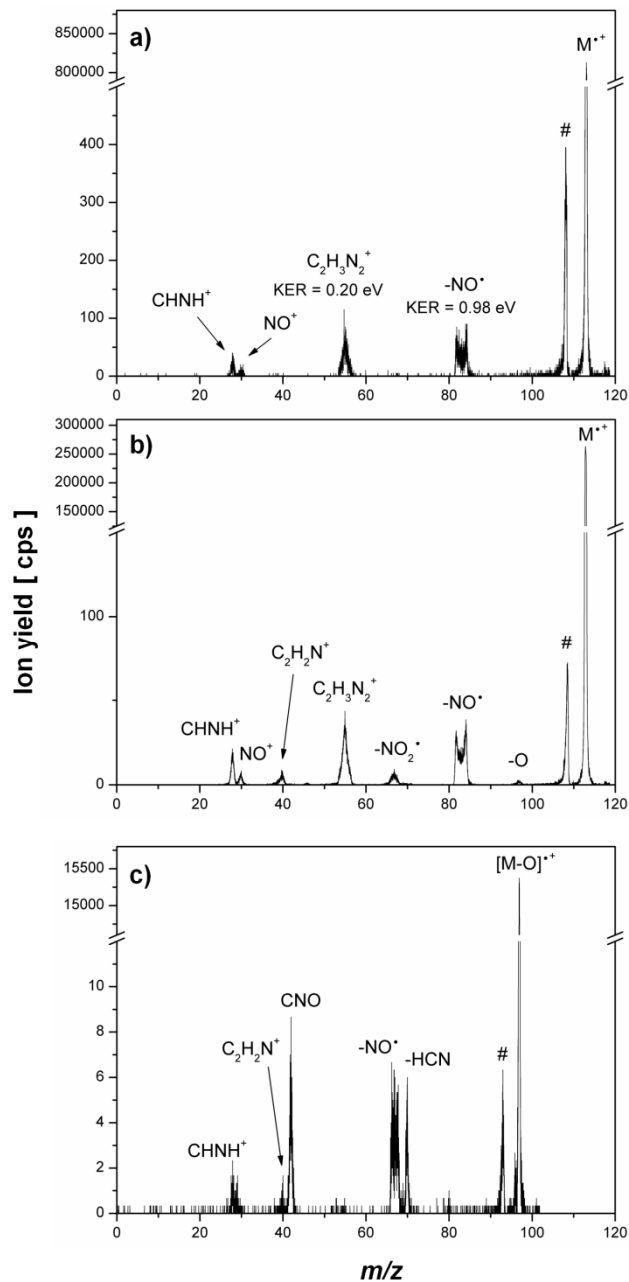 a)
M•+
850000
800000
#
400
300
C2H3N2+
-NO•
200
KER = 0.20 eV
KER = 0.98 eV
CHNH+
NO+
100
0
0 20 40 60 80 100 120
b)
M•+
300000
250000
200000
150000
#
100
C2H2N+
C2H3N2+
-NO•
CHNH+
NO+
-NO2•
-O
0
0 20 40 60 80 100 120
Ion yield [ cps ]
c)
[M-O]•+
15500
15000
10
CNO
8
C2H2N+
-NO•
-HCN
#
6
4
CHNH+
2
0
0 20 40 60 80 100 120
m/z